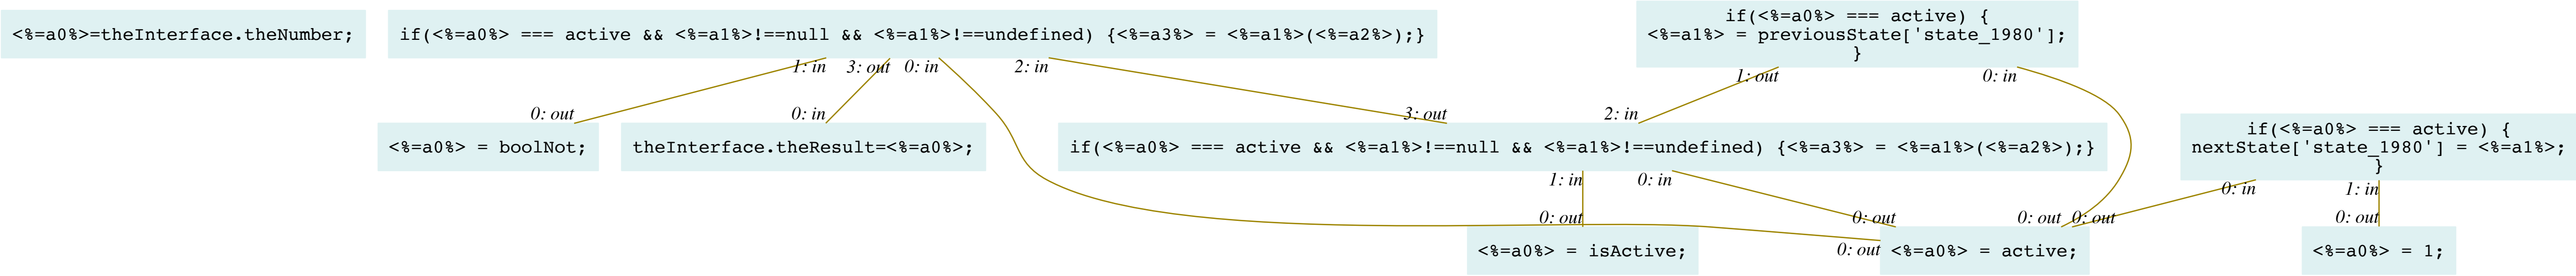 <%=a0%>=theInterface.theNumber;
if(<%=a0%> === active && <%=a1%>!==null && <%=a1%>!==undefined) {<%=a3%> = <%=a1%>(<%=a2%>);}
if(<%=a0%> === active) {
<%=a1%> = previousState['state_1980'];
}
1: in
3: out
0: in
2: in
1: out
0: in
0: out
0: in
3: out
2: in
<%=a0%> = boolNot;
theInterface.theResult=<%=a0%>;
if(<%=a0%> === active && <%=a1%>!==null && <%=a1%>!==undefined) {<%=a3%> = <%=a1%>(<%=a2%>);}
if(<%=a0%> === active) {
nextState['state_1980'] = <%=a1%>;
}
1: in
0: in
0: in
1: in
0: out
0: out
0: out
0: out
0: out
0: out
<%=a0%> = isActive;
<%=a0%> = active;
<%=a0%> = 1;